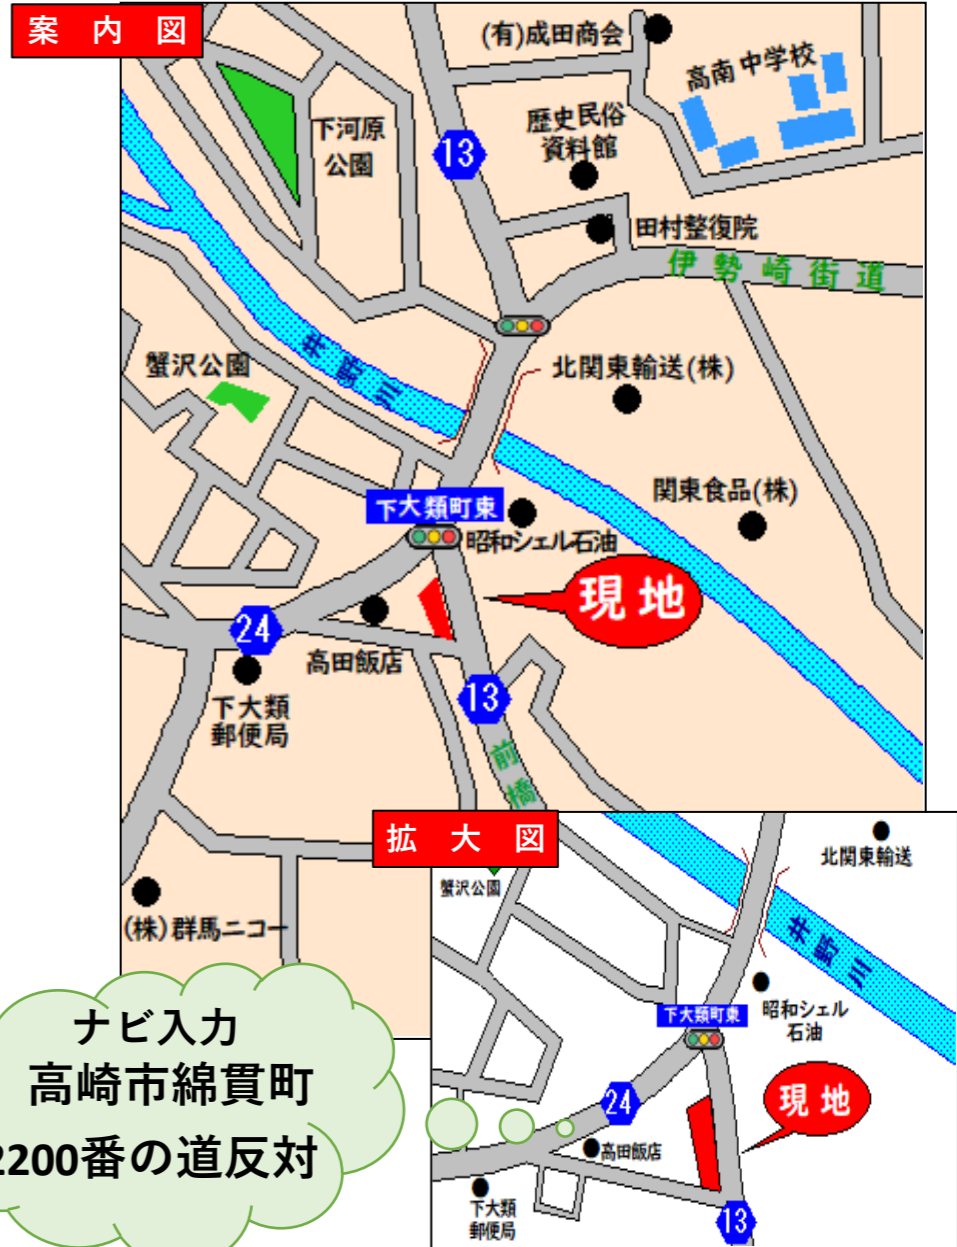 案内図
(有)成田商会
高南中学校
下河原
公園
13
歴史民俗
資料館
田村整復院
伊勢崎街道
井野川
蟹沢公園
北関東輸送(株)
関東食品(株)
下大類町東
昭和シェル石油
現地
24
高田飯店
下大類
郵便局
13
前橋
(株)群馬ニコー
拡大図
北関東輸送
蟹沢公園
井野川
昭和シェル
石油
下大類町東
現地
24
高田飯店
下大類
郵便局
13
ナビ入力
高崎市綿貫町
2200番の道反対